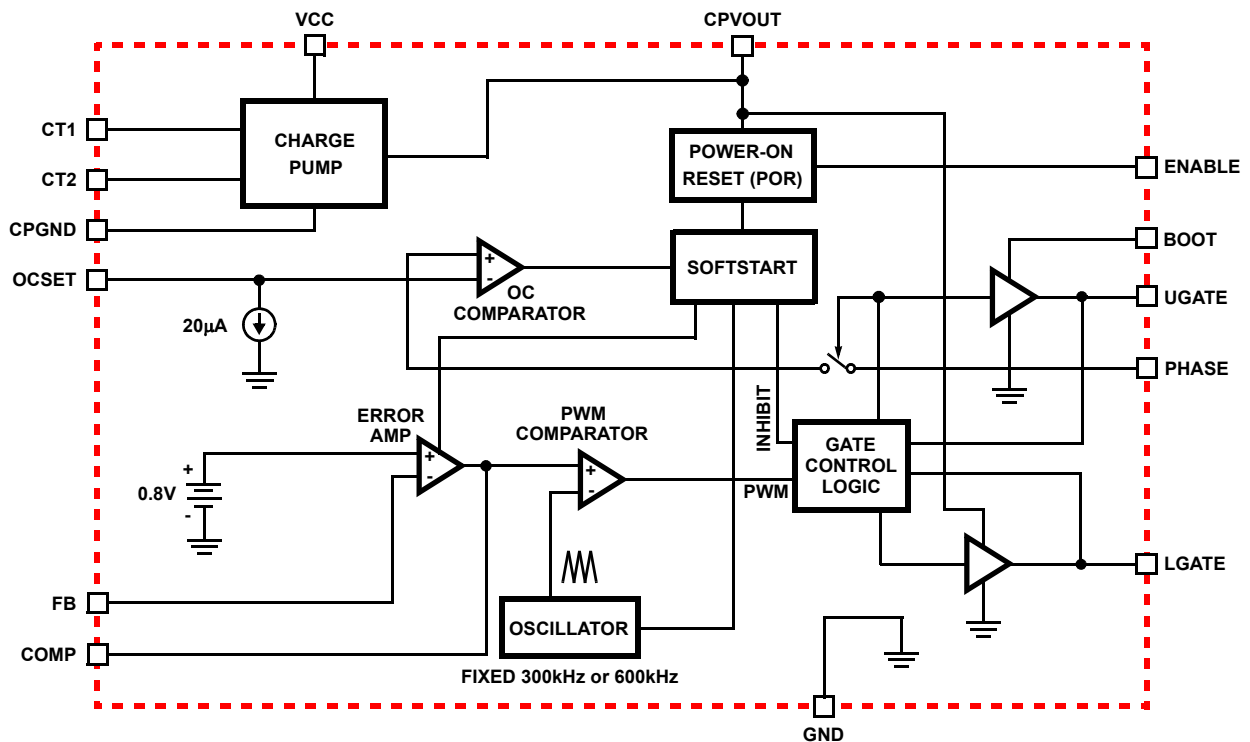 VCC
CPVOUT
CT1
CHARGE
PUMP
CT2
CPGND
POWER-ON
RESET (POR)
ENABLE
BOOT
OCSET
+
-
OC
COMPARATOR
SOFTSTART
UGATE
20µA
PHASE
ERROR
AMP
PWM
COMPARATOR
INHIBIT
GATE
CONTROL
LOGIC
PWM
+
0.8V
-
+
-
+
-
LGATE
FB
OSCILLATOR
COMP
FIXED 300kHz or 600kHz
GND